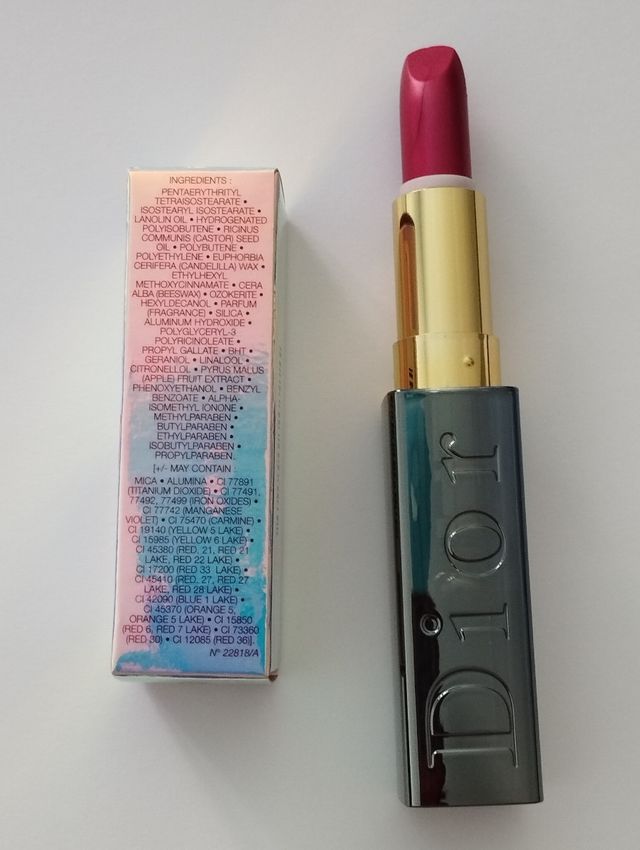 INGREDIENTS :
PENTAERYTHRITYL
TETRAISOSTEARATE •
ISOSTEARYL ISOSTEARATE •
LANOLIN OIL • HYDROGENATED
POLYISOBUTENE • RICINUS
COMMUNIS (CASTOR) SEED
OIL • POLYBUTENE •
POLYETHYLENE • EUPHORBIA
CERIFERA (CANDELILLA) WAX •
ETHYLHEXYL
METHOXYCINNAMATE • CERA
ALBA (BEESWAX) • OZOKERITE •
HEXYLDECANOL • PARFUM
(FRAGRANCE) • SILICA •
ALUMINUM HYDROXIDE •
POLYGLYCERYL-3
POLYRICINOLEATE •
PROPYL GALLATE • BHT •
GERANIOL • LINALOOL •
CITRONELLOL • PYRUS MALUS
(APPLE) FRUIT EXTRACT •
PHENOXYETHANOL • BENZYL
BENZOATE • ALPHA-
ISOMETHYL IONONE •
METHYLPARABEN •
BUTYLPARABEN •
ETHYLPARABEN •
ISOBUTYLPARABEN •
PROPYLPARABEN.
[+/- MAY CONTAIN :
MICA • ALUMINA • CI 77891
(TITANIUM DIOXIDE) • CI 77491,
77492, 77499 (IRON OXIDES) •
CI 77742 (MANGANESE
VIOLET) • CI 75470 (CARMINE) •
CI 19140 (YELLOW 5 LAKE) •
CI 15985 (YELLOW 6 LAKE) •
CI 45380 (RED, 21, RED 21
LAKE, RED 22 LAKE) •
CI 17200 (RED 33 LAKE) •
CI 45410 (RED, 27, RED 27
LAKE, RED 28 LAKE) •
CI 42090 (BLUE 1 LAKE) •
CI 45370 (ORANGE 5,
ORANGE 5 LAKE) • CI 15850
(RED 6, RED 7 LAKE) • CI 73360
(RED 30) • CI 12085 (RED 36)].
N° 22818/A
Dior